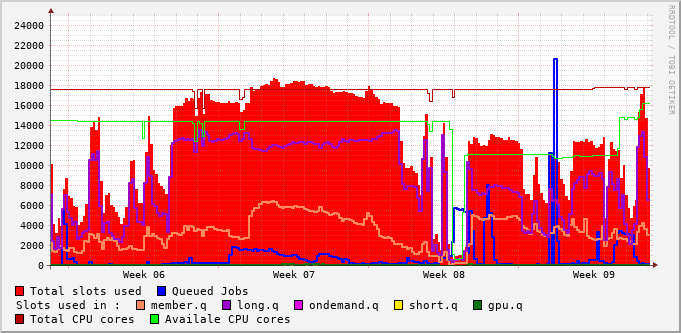 RRDTOOL / TOBI OETIKER
24000
22000
20000
18000
16000
14000
12000
10000
8000
6000
4000
2000
0
Week 06 Week 07 Week 08 Week 09
Total slots used Queued Jobs
Slots used in : member.q long.q ondemand.q short.q gpu.q
Total CPU cores Availale CPU cores